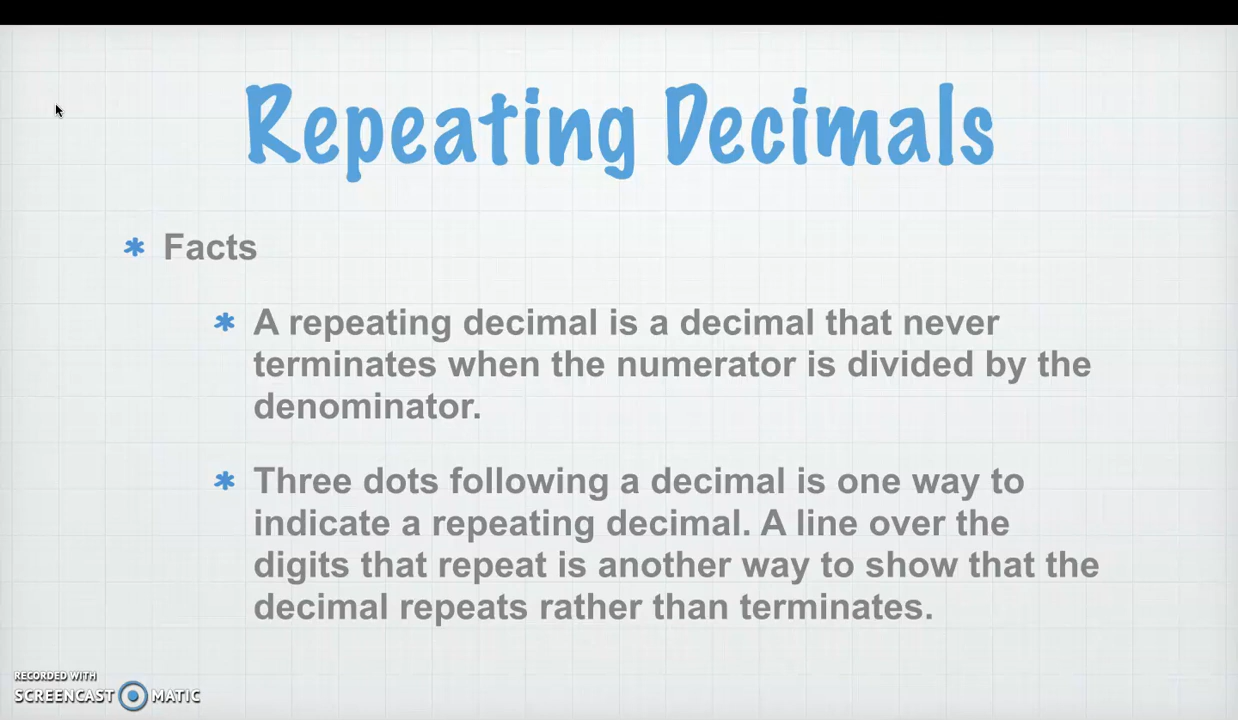 Repeating Decimals
* Facts
* A repeating decimal is a decimal that never
terminates when the numerator is divided by the
denominator.
* Three dots following a decimal is one way to
indicate a repeating decimal. A line over the
digits that repeat is another way to show that the
decimal repeats rather than terminates.
RECORDED WITH
SCREENCAST MATIC